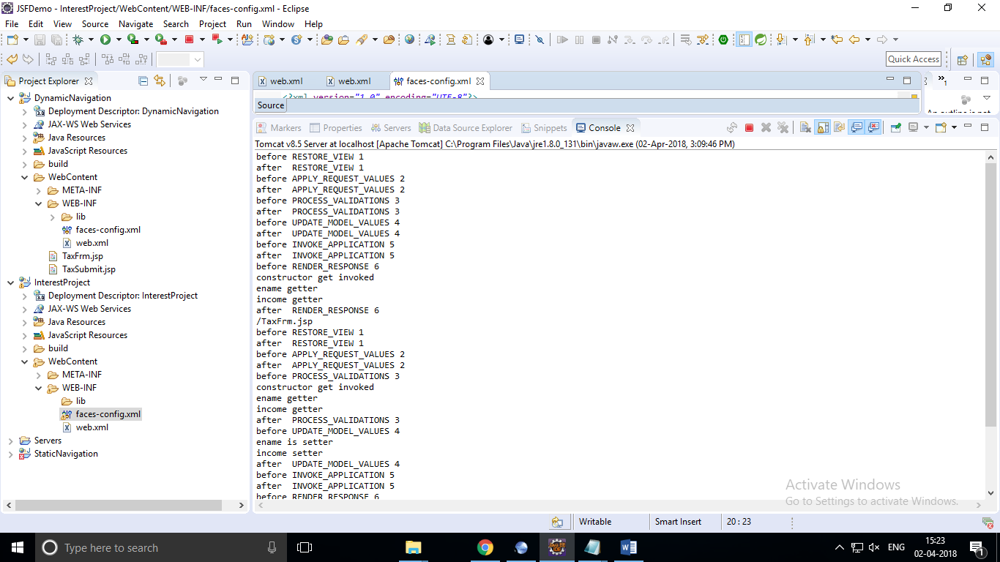 JSFDemo - InterestProject/WebContent/WEB-INF/faces-config.xml - Eclipse
File Edit View Source Navigate Search Project Run Window Help
Quick Access
Project Explorer
DynamicNavigation
Deployment Descriptor: DynamicNavigation
JAX-WS Web Services
Java Resources
JavaScript Resources
build
WebContent
META-INF
WEB-INF
lib
faces-config.xml
web.xml
TaxFrm.jsp
TaxSubmit.jsp
InterestProject
Deployment Descriptor: InterestProject
JAX-WS Web Services
Java Resources
JavaScript Resources
build
WebContent
META-INF
WEB-INF
lib
faces-config.xml
web.xml
Servers
StaticNavigation
web.xml web.xml faces-config.xml
<?xml version="1.0" encoding="UTF-8"?>
Source
An outline is not
Markers Properties Servers Data Source Explorer Snippets Console
Tomcat v8.5 Server at localhost [Apache Tomcat] C:\Program Files\Java\jre1.8.0_131\bin\javaw.exe (02-Apr-2018, 3:09:46 PM)
before RESTORE_VIEW 1
after  RESTORE_VIEW 1
before APPLY_REQUEST_VALUES 2
after  APPLY_REQUEST_VALUES 2
before PROCESS_VALIDATIONS 3
after  PROCESS_VALIDATIONS 3
before UPDATE_MODEL_VALUES 4
after  UPDATE_MODEL_VALUES 4
before INVOKE_APPLICATION 5
after  INVOKE_APPLICATION 5
before RENDER_RESPONSE 6
constructor get invoked
ename getter
income getter
after  RENDER_RESPONSE 6
/TaxFrm.jsp
before RESTORE_VIEW 1
after  RESTORE_VIEW 1
before APPLY_REQUEST_VALUES 2
after  APPLY_REQUEST_VALUES 2
before PROCESS_VALIDATIONS 3
constructor get invoked
ename getter
income getter
after  PROCESS_VALIDATIONS 3
before UPDATE_MODEL_VALUES 4
ename is setter
income setter
after  UPDATE_MODEL_VALUES 4
before INVOKE_APPLICATION 5
after  INVOKE_APPLICATION 5
before RENDER_RESPONSE 6
Activate Windows
Go to Settings to activate Windows.
Writable Smart Insert 20 : 23
Type here to search
ENG
15:23
02-04-2018
1